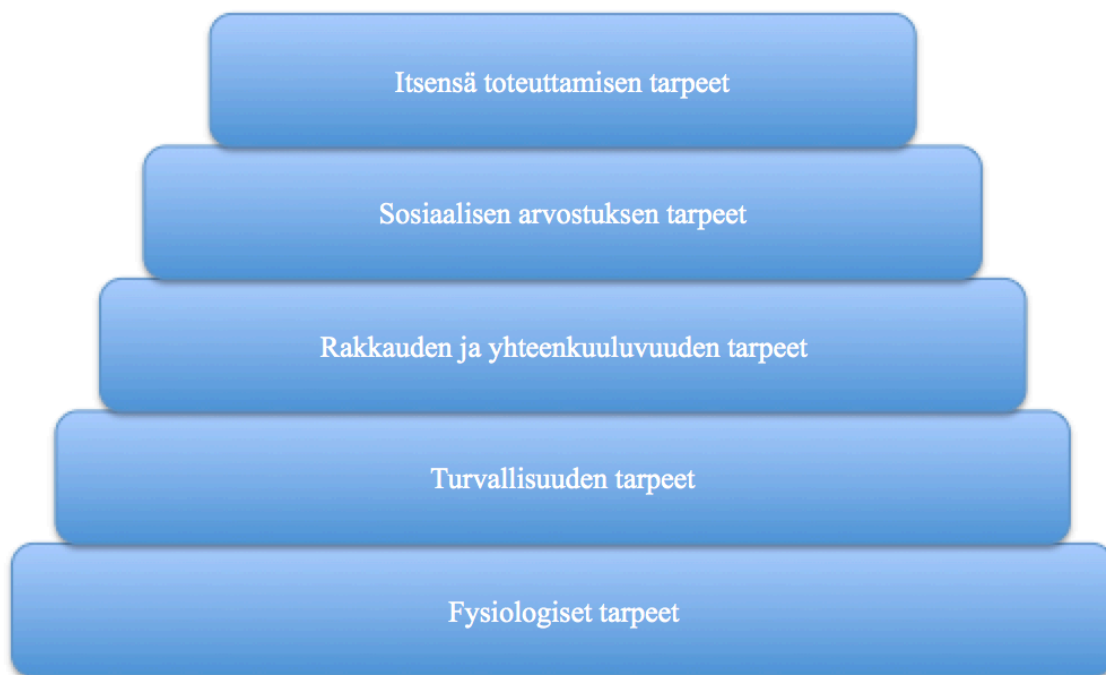 Itsensä toteuttamisen tarpeet
Sosiaalisen arvostuksen tarpeet
Rakkauden ja yhteenkuuluvuuden tarpeet
Turvallisuuden tarpeet
Fysiologiset tarpeet